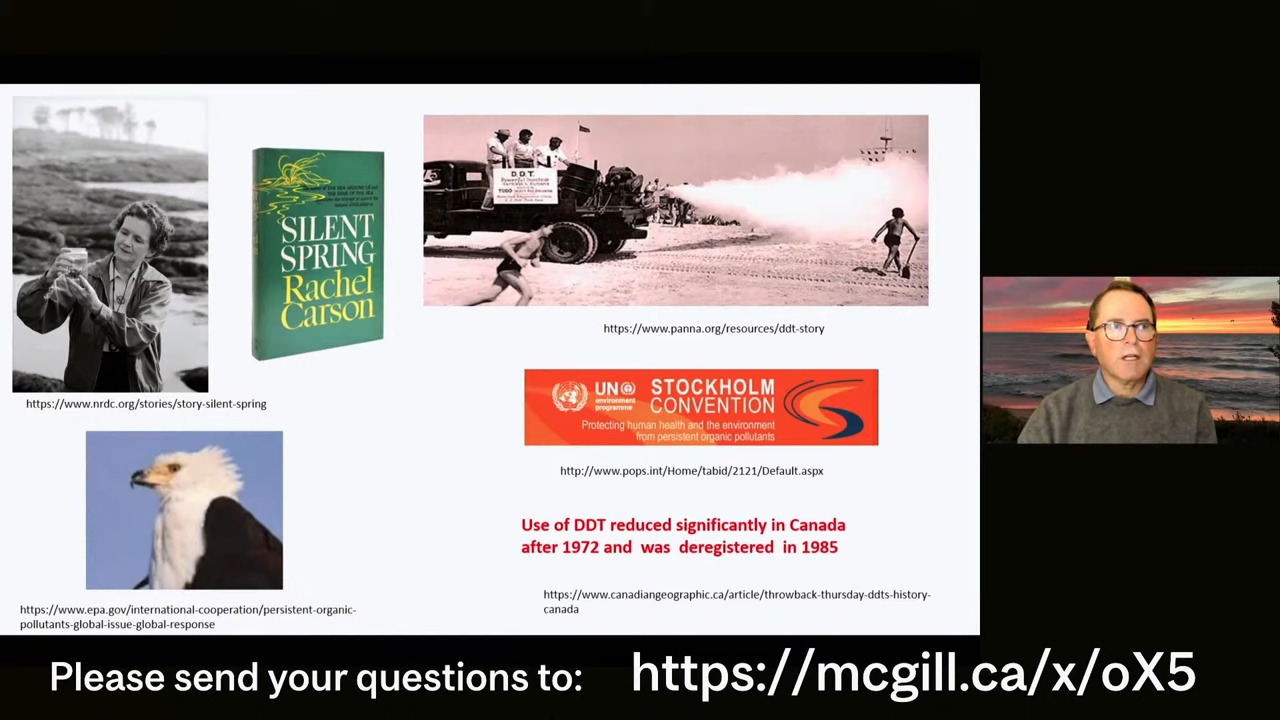 SILENT
SPRING
Rachel
Carson
https://www.nrdc.org/stories/story-silent-spring
https://www.epa.gov/international-cooperation/persistent-organic-
pollutants-global-issue-global-response
D.D.T.
Powerful Insecticide
https://www.panna.org/resources/ddt-story
UN
environment
programme
STOCKHOLM
CONVENTION
Protecting human health and the environment
from persistent organic pollutants
http://www.pops.int/Home/tabid/2121/Default.aspx
Use of DDT reduced significantly in Canada
after 1972 and was deregistered in 1985
https://www.canadiangeographic.ca/article/throwback-thursday-ddts-history-
canada
Please send your questions to: https://mcgill.ca/x/oX5